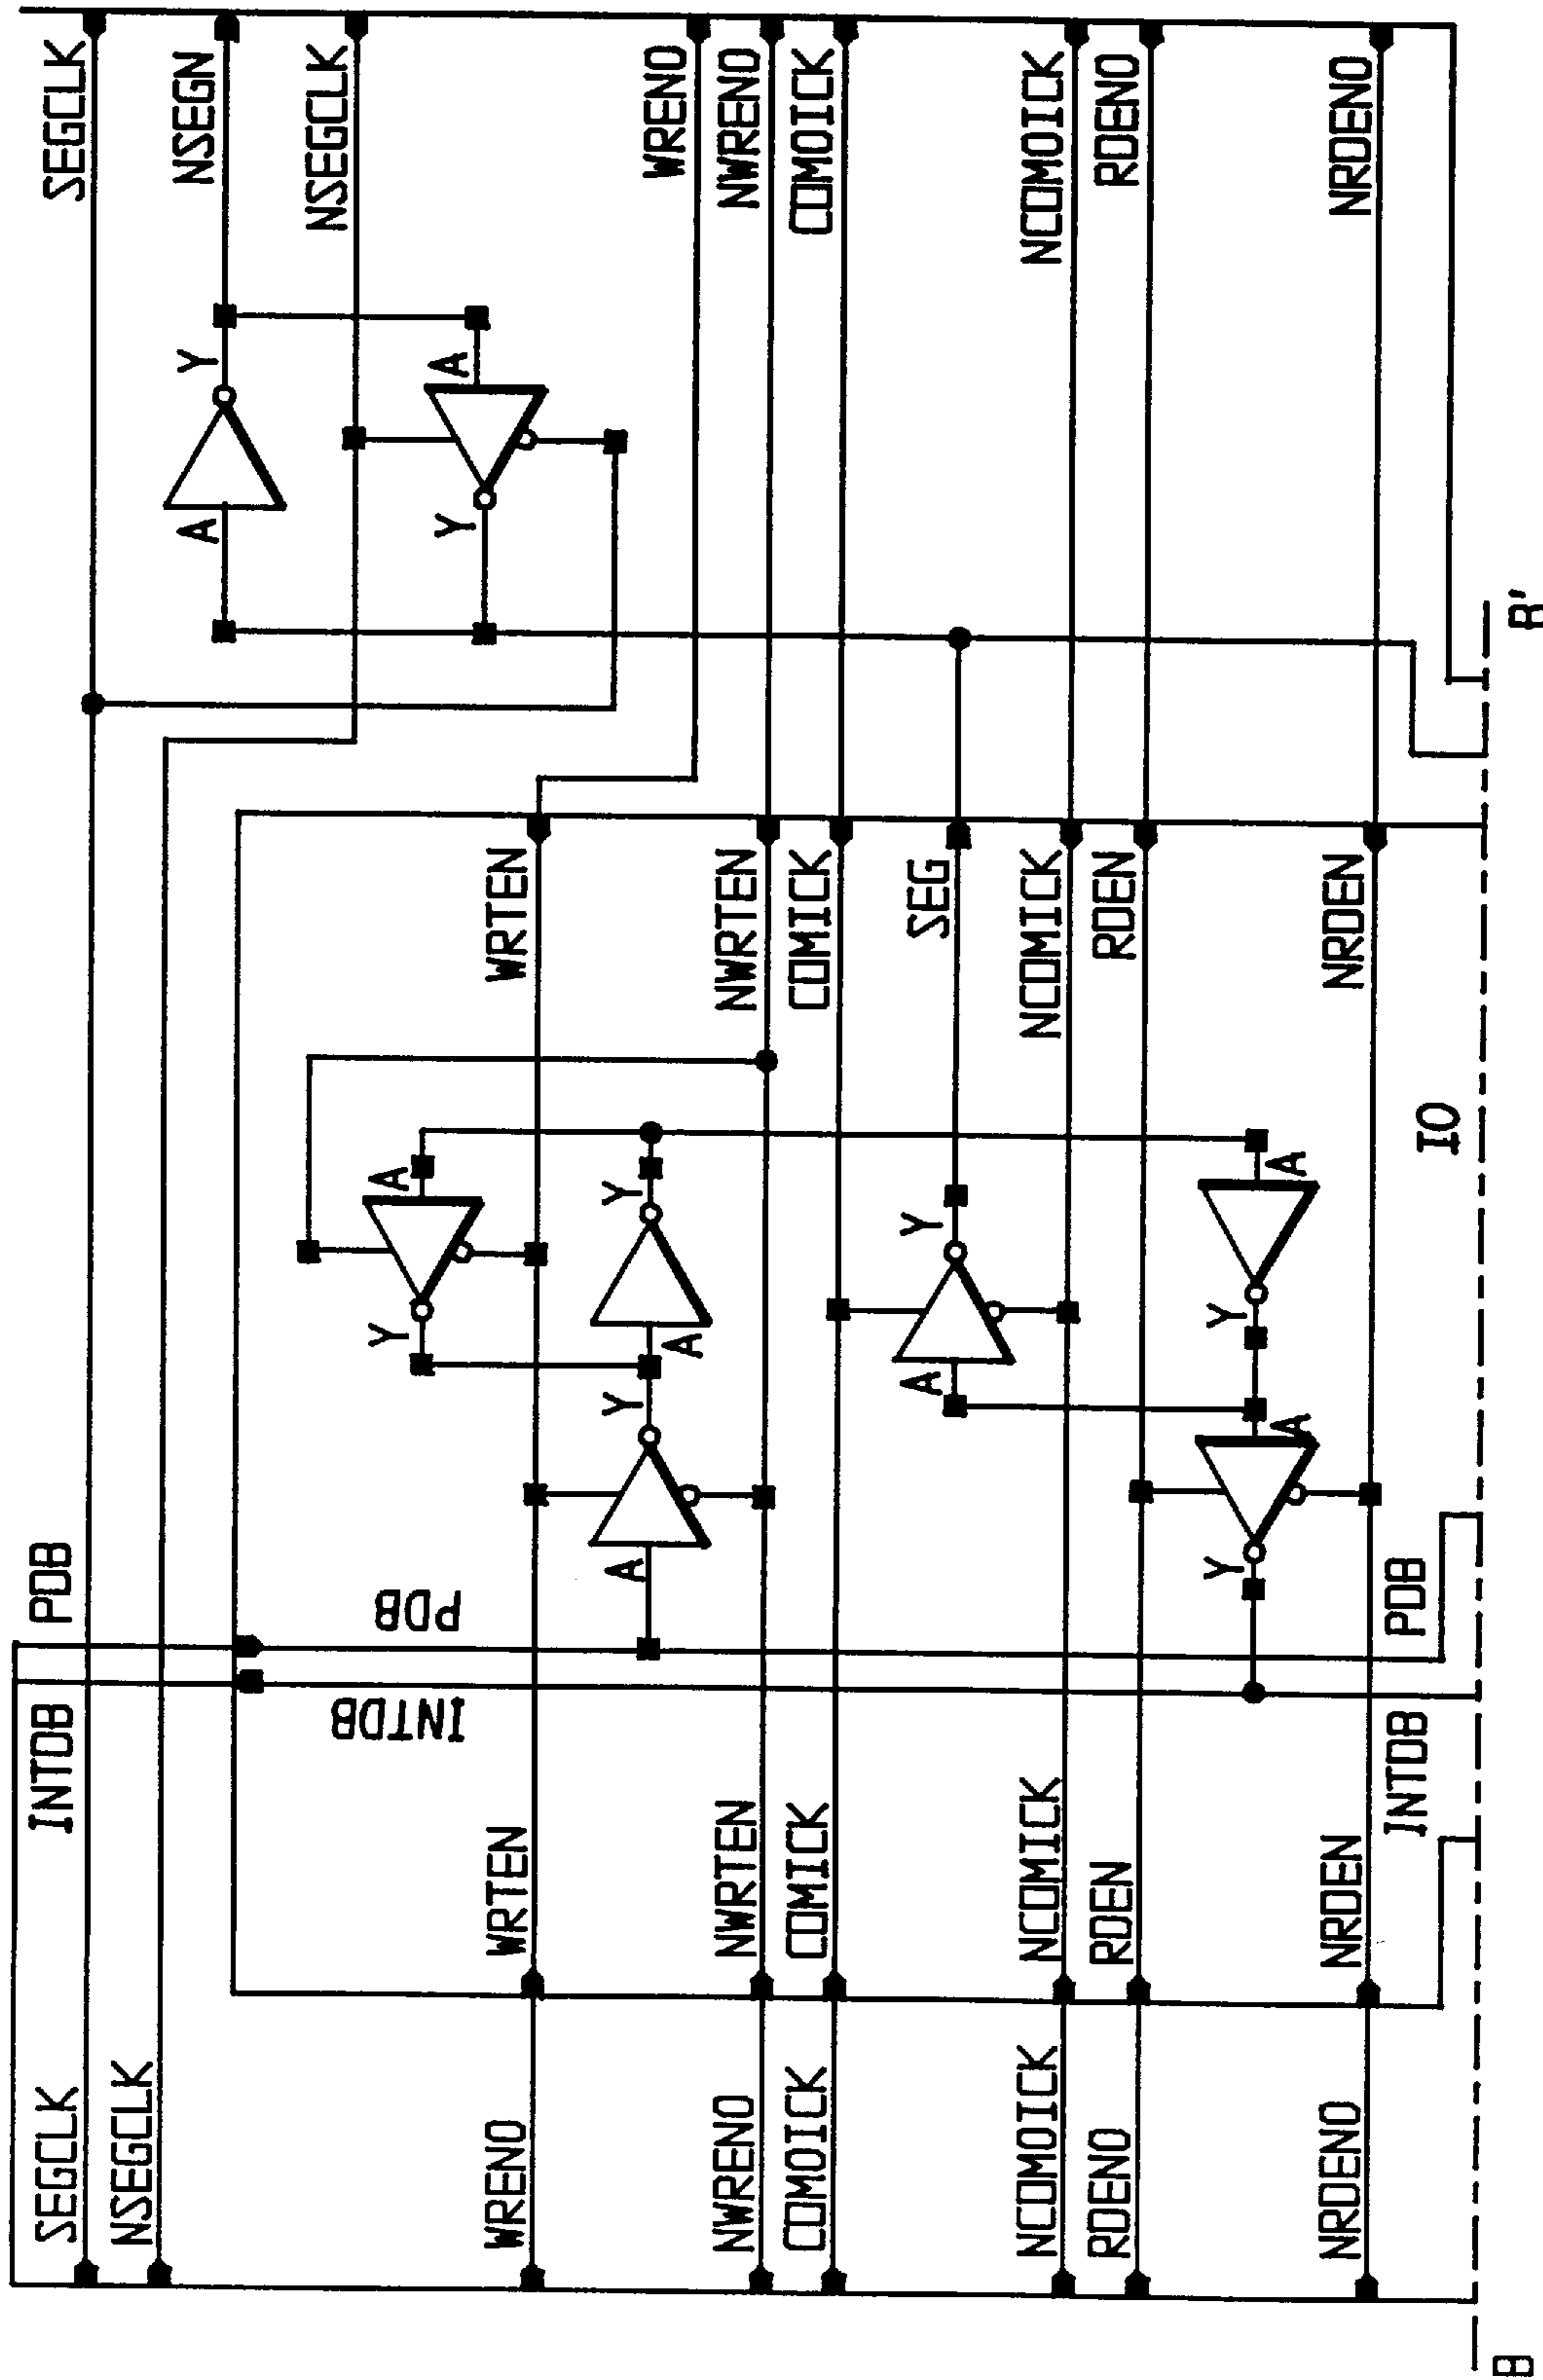 SEGCLK INTDB PDB SEGCLK
NSEGCLK
A Y NSEGN
NSEGCLK
INTDB PDB
Y A
Y A
WRENO WRTEN WRTEN WRENO
A Y A Y
NWRENO NWRTEN NWRTEN NWRENO
COMOICK COMICK COMICK COMOICK
A Y SEG
NCOMOICK NCOMICK NCOMICK NCOMOICK
RDENO RDEN RDEN RDENO
Y A Y A
NRDENO NRDEN NRDEN NRDENO
INTDB PDB
IO
B B'